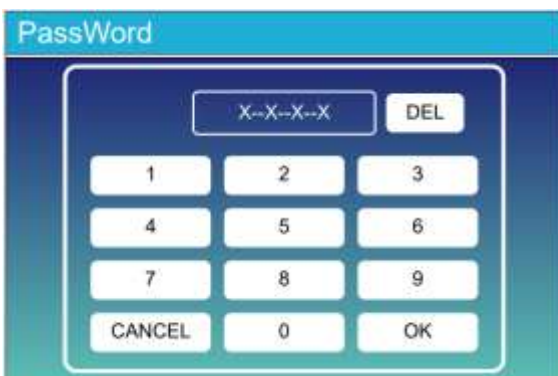 PassWord
X--X--X--X DEL
1 2 3
4 5 6
7 8 9
CANCEL 0 OK